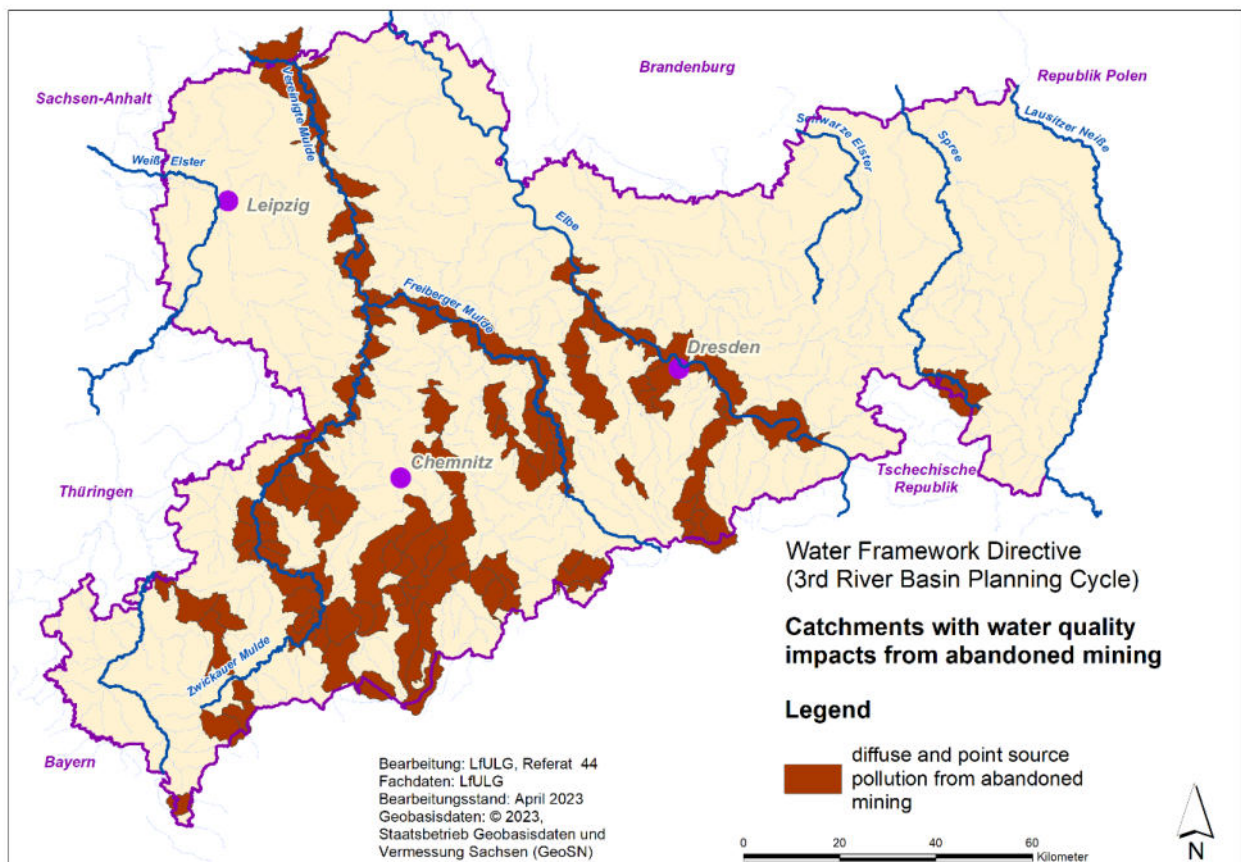 Brandenburg
Republik Polen
Sachsen-Anhalt
Vereinigte Mulde
Schwarze Elster
Spree
Lausitzer Neiße
Weiß Elster
Leipzig
Elbe
Freiberger Mulde
Dresden
Chemnitz
Tschechische
Republik
Thüringen
Zwickauer Mulde
Bayern
Water Framework Directive
(3rd River Basin Planning Cycle)
Catchments with water quality
impacts from abandoned mining
Legend
diffuse and point source
pollution from abandoned
mining
Bearbeitung: LfULG, Referat 44
Fachdaten: LfULG
Bearbeitungsstand: April 2023
Geobasisdaten: © 2023,
Staatsbetrieb Geobasisdaten und
Vermessung Sachsen (GeoSN)
0 20 40 60
Kilometer
N